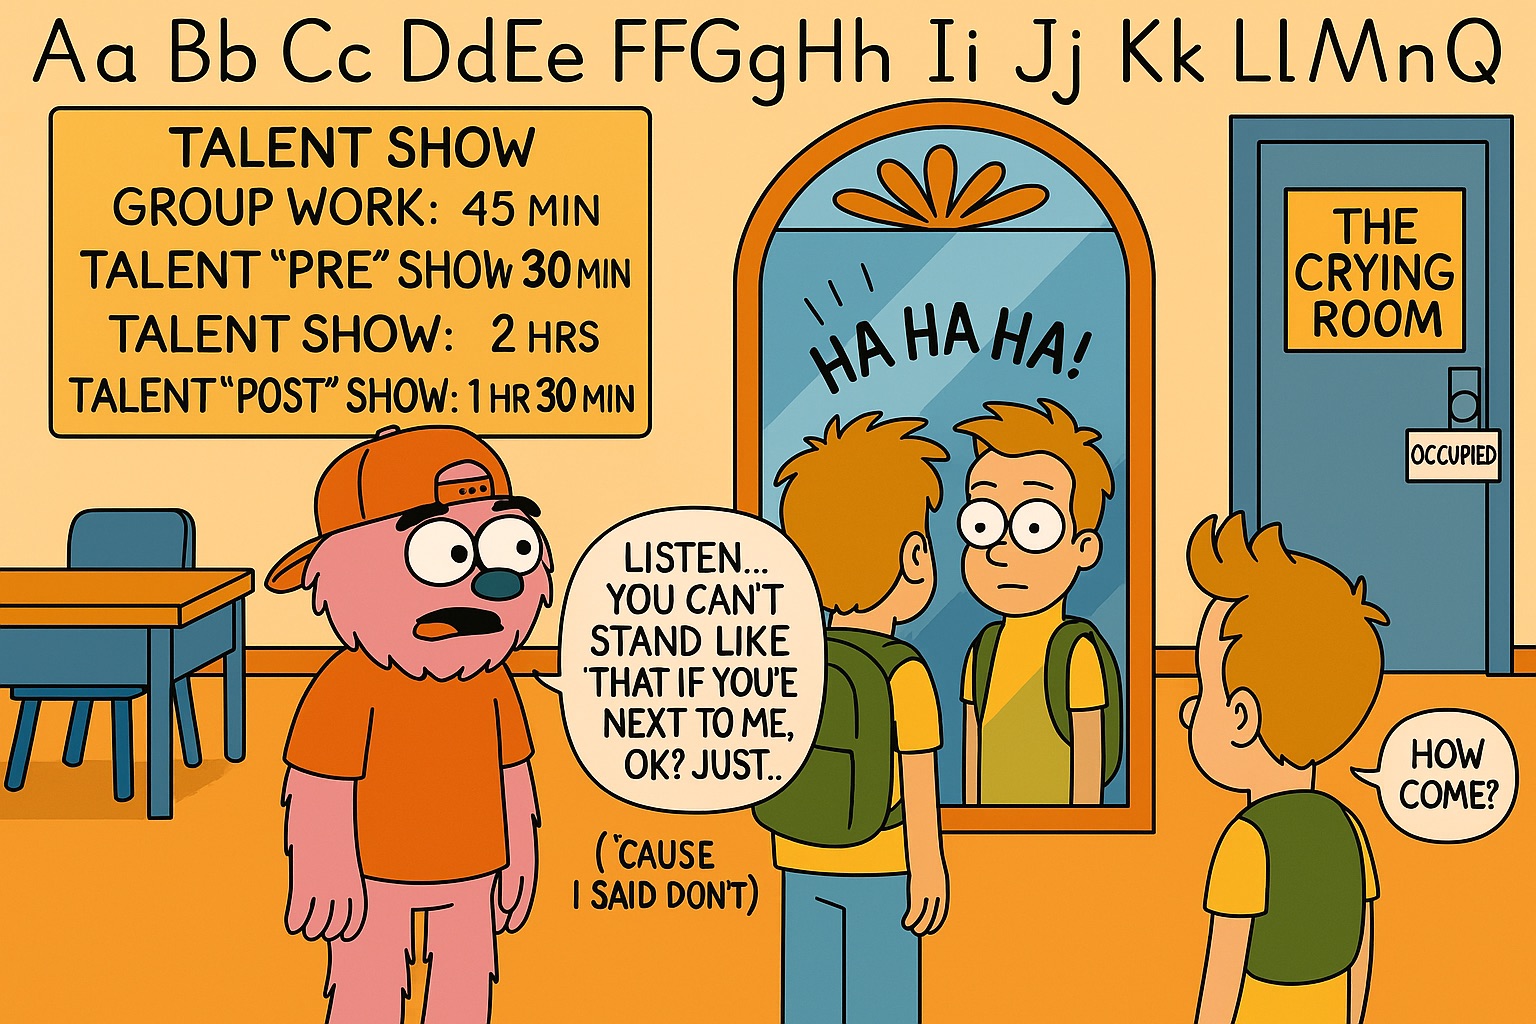 Aa Bb Cc DdEe FFGgHh Ii Jj Kk LlMnQ
TALENT SHOW
GROUP WORK: 45 MIN
TALENT "PRE" SHOW 30 MIN
TALENT SHOW: 2 HRS
TALENT "POST" SHOW: 1 HR 30 MIN
HA HA HA!
THE
CRYING
ROOM
OCCUPIED
LISTEN...
YOU CAN'T
STAND LIKE
'THAT IF YOU'E
NEXT TO ME,
OK? JUST..
('CAUSE
I SAID DON'T)
HOW
COME?